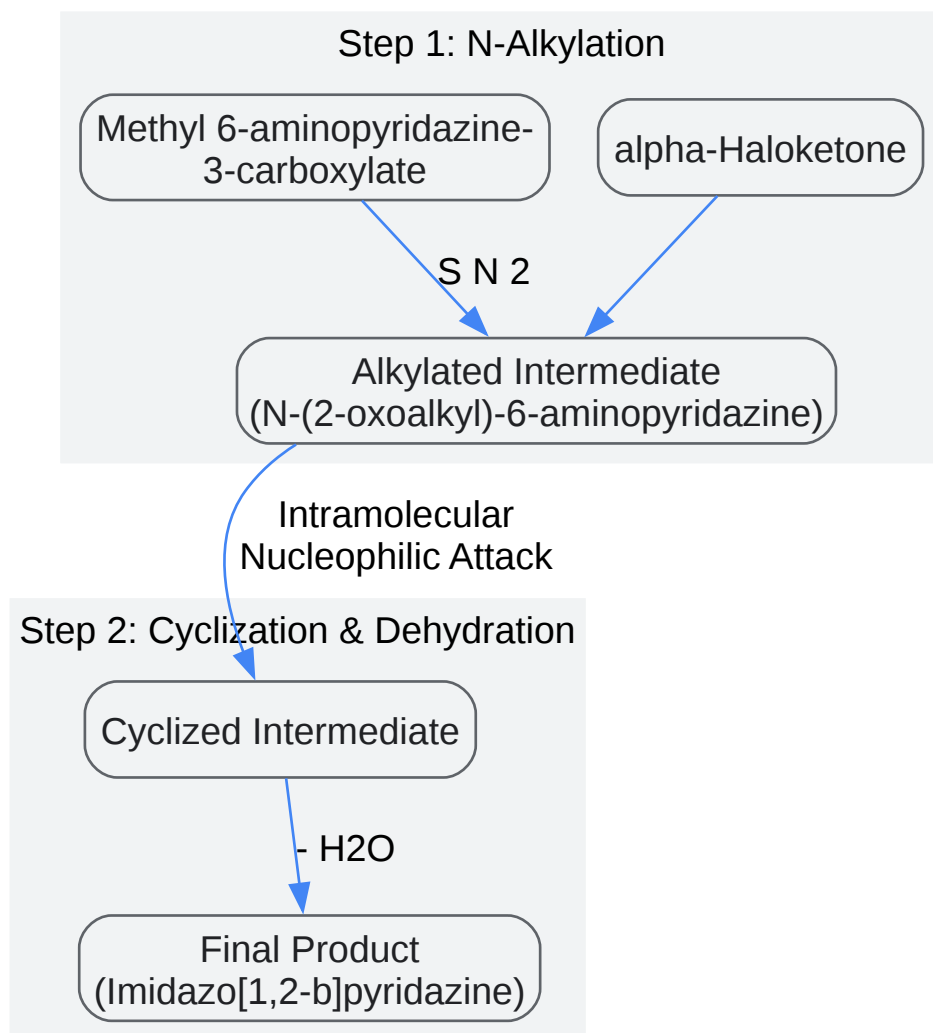 Step 1: N-Alkylation
Methyl 6-aminopyridazine-
3-carboxylate
alpha-Haloketone
S N 2
Alkylated Intermediate
(N-(2-oxoalkyl)-6-aminopyridazine)
Intramolecular
Nucleophilic Attack
Step 2: Cyclization & Dehydration
Cyclized Intermediate
- H2O
Final Product
(Imidazo[1,2-b]pyridazine)